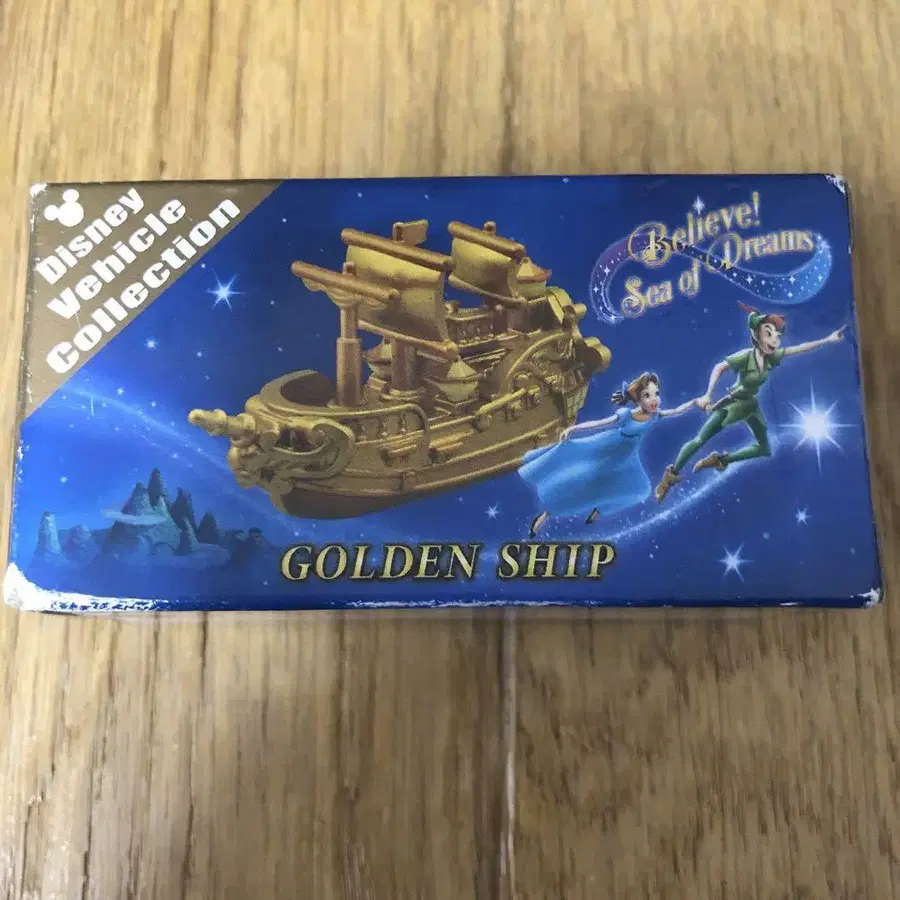 Disney
Vehicle
Collection
Believe!
Sea of Dreams
GOLDEN SHIP